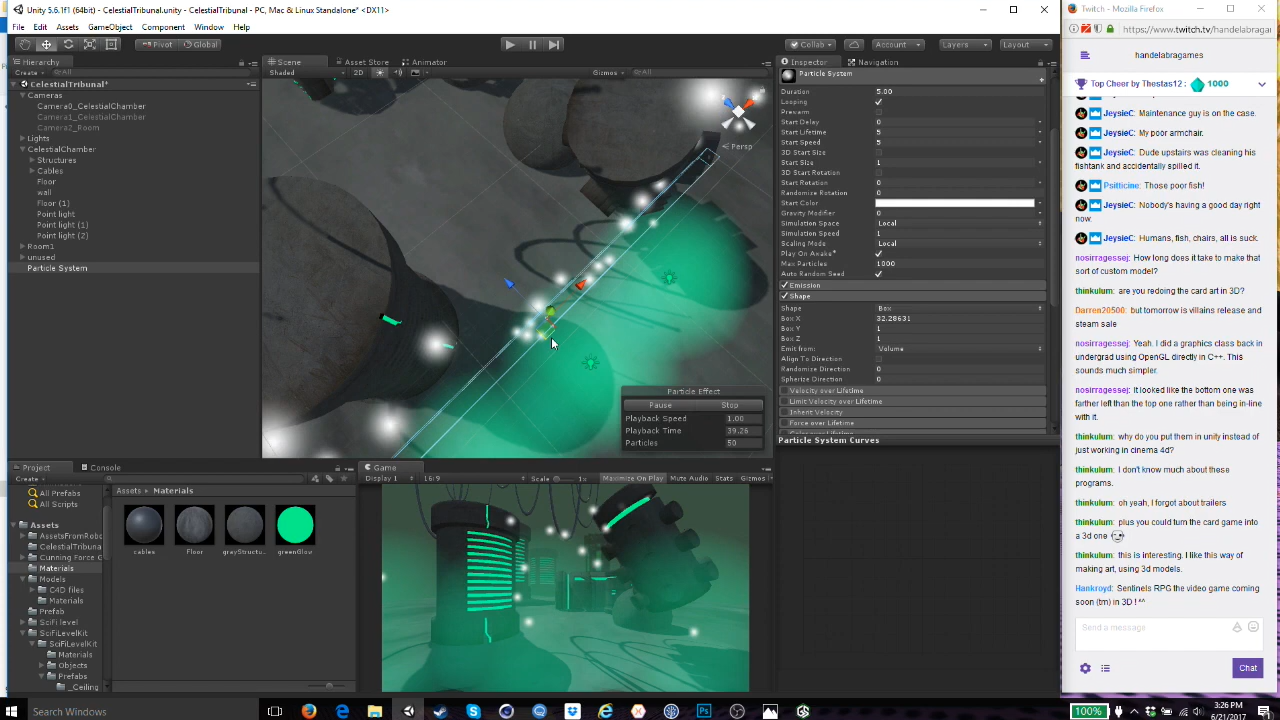 Unity 5.6.1f1 (64bit) - CelestialTribunal.unity - CelestialTribunal - PC, Mac & Linux Standalone* <DX11>
File Edit Assets GameObject Component Window Help
Pivot Global
Collab Account Layers Layout
Hierarchy
Create All
CelestialTribunal*
Cameras
Camera0_CelestialChamber
Camera1_CelestialChamber
Camera2_Room
Lights
CelestialChamber
Structures
Cables
Floor
wall
Floor (1)
Point light
Point light (1)
Point light (2)
Room1
unused
Particle System
Scene Asset Store Animator
Shaded 2D Gizmos All
Persp
Particle Effect
Pause Stop
Playback Speed 1.00
Playback Time 39.26
Particles 50
Inspector Navigation
Particle System
Duration 5.00
Looping
Prewarm
Start Delay 0
Start Lifetime 5
Start Speed 5
3D Start Size
Start Size 1
3D Start Rotation
Start Rotation 0
Randomize Rotation 0
Start Color
Gravity Modifier 0
Simulation Space Local
Simulation Speed 1
Scaling Mode Local
Play On Awake*
Max Particles 1000
Auto Random Seed
Emission
Shape
Shape Box
Box X 32.28631
Box Y 1
Box Z 1
Emit from: Volume
Align To Direction
Randomize Direction 0
Spherize Direction 0
Velocity over Lifetime
Limit Velocity over Lifetime
Inherit Velocity
Force over Lifetime
Particle System Curves
Project Console
Create
All Prefabs
All Scripts
Assets
AssetsFromRobo
CelestialTribuna
Cunning Force G
Materials
Models
C4D files
Materials
Prefab
SciFi level
SciFiLevelKit
SciFiLevelKit
Materials
Objects
Prefabs
_Ceiling
Assets Materials
cables Floor grayStructu... greenGlow
Game
Display 1 16:9 Scale 1x Maximize On Play Mute Audio Stats Gizmos
Twitch - Mozilla Firefox
https://www.twitch.tv/handelabragar
handelabragames
Top Cheer by Thestas12 : 1000
JeysieC: Maintenance guy is on the case.
JeysieC: My poor armchair.
JeysieC: Dude upstairs was cleaning his
fishtank and accidentally spilled it.
Psitticine: Those poor fish!
JeysieC: Nobody's having a good day right
now.
JeysieC: Humans, fish, chairs, all is suck.
nosirragessej: How long does it take to make that
sort of custom model?
thinkulum: are you redoing the card art in 3D?
Darren20500: but tomorrow is villains release and
steam sale
nosirragessej: Yeah. I did a graphics class back in
undergrad using OpenGL directly in C++. This
sounds much simpler.
nosirragessej: It looked like the bottom one was
farther left than the top one rather than being in-line
with it.
thinkulum: why do you put them in unity instead of
just working in cinema 4d?
thinkulum: I don't know much about these
programs.
thinkulum: oh yeah, I forgot about trailers
thinkulum: plus you could turn the card game into
a 3d one
thinkulum: this is interesting. I like this way of
making art, using 3d models.
Hankroyd: Sentinels RPG the video game coming
soon (tm) in 3D ! ^^
Send a message
Chat
Search Windows
100%
3:26 PM